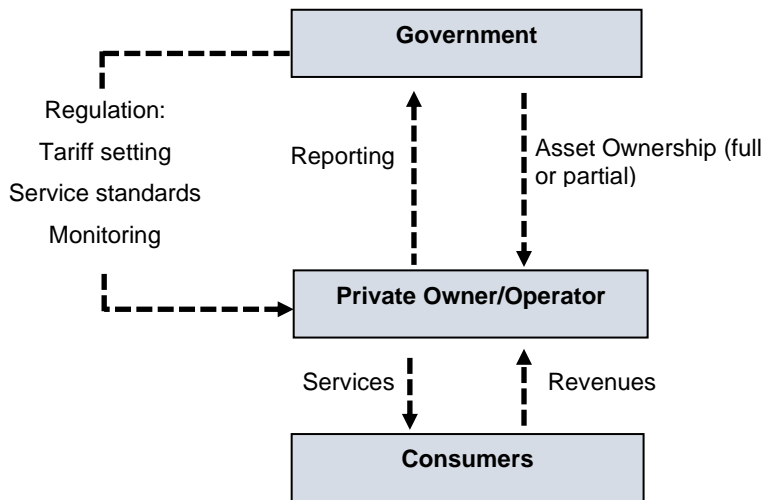 Government
Regulation:
Tariff setting
Service standards
Monitoring
Reporting
Asset Ownership (full
or partial)
Private Owner/Operator
Services
Revenues
Consumers